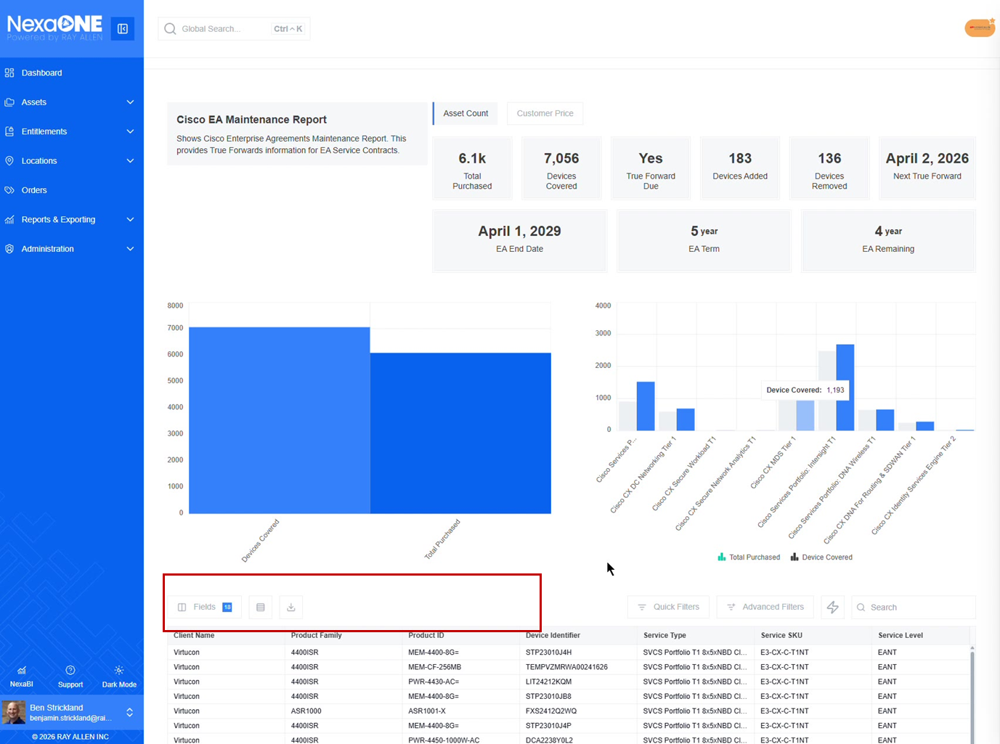 NexaONE
Powered by RAY ALLEN
Global Search...
Ctrl ^ K
Dashboard
Assets
Entitlements
Locations
Orders
Reports & Exporting
Administration
Cisco EA Maintenance Report
Shows Cisco Enterprise Agreements Maintenance Report. This
provides True Forwards information for EA Service Contracts.
Asset Count
Customer Price
6.1k
Total
Purchased
7,056
Devices
Covered
Yes
True Forward
Due
183
Devices Added
136
Devices
Removed
April 2, 2026
Next True Forward
April 1, 2029
EA End Date
5 year
EA Term
4 year
EA Remaining
8000
7000
6000
5000
4000
3000
2000
1000
0
Devices Covered
Total Purchased
4000
3000
2000
1000
0
Device Covered: 1,193
Cisco Services P...
Cisco CX DC Networking Tier 1
Cisco CX Secure Workload T1
Cisco CX Secure Network Analytics T1
Cisco CX MDS Tier 1
Cisco Services Portfolio: Intersight T1
Cisco Services Portfolio: DNA Wireless T1
Cisco CX DNA For Routing & SDWAN Tier 1
Cisco CX Identity Services Engine Tier 2
Total Purchased
Device Covered
Fields 18
Quick Filters
Advanced Filters
Search
Client Name Product Family Product ID Device Identifier Service Type Service SKU Service Level
Virtucon 4400ISR MEM-4400-8G= STP23010J4H SVCS Portfolio T1 8x5xNBD Cl... E3-CX-C-T1NT EANT
Virtucon 4400ISR MEM-CF-256MB TEMPVZMRWA00241626 SVCS Portfolio T1 8x5xNBD Cl... E3-CX-C-T1NT EANT
Virtucon 4400ISR PWR-4430-AC= LIT24212KQM SVCS Portfolio T1 8x5xNBD Cl... E3-CX-C-T1NT EANT
Virtucon 4400ISR MEM-4400-8G= STP23010JB8 SVCS Portfolio T1 8x5xNBD Cl... E3-CX-C-T1NT EANT
Virtucon ASR1000 ASR1001-X FXS2412Q2WQ SVCS Portfolio T1 8x5xNBD Cl... E3-CX-C-T1NT EANT
Virtucon 4400ISR MEM-4400-8G= STP23010J4P SVCS Portfolio T1 8x5xNBD Cl... E3-CX-C-T1NT EANT
Virtucon 4400ISR PWR-4450-1000W-AC DCA2238Y0L2 SVCS Portfolio T1 8x5xNBD Cl... E3-CX-C-T1NT EANT
NexaBI
Support
Dark Mode
Ben Strickland
benjamin.strickland@rai...
© 2026 RAY ALLEN INC